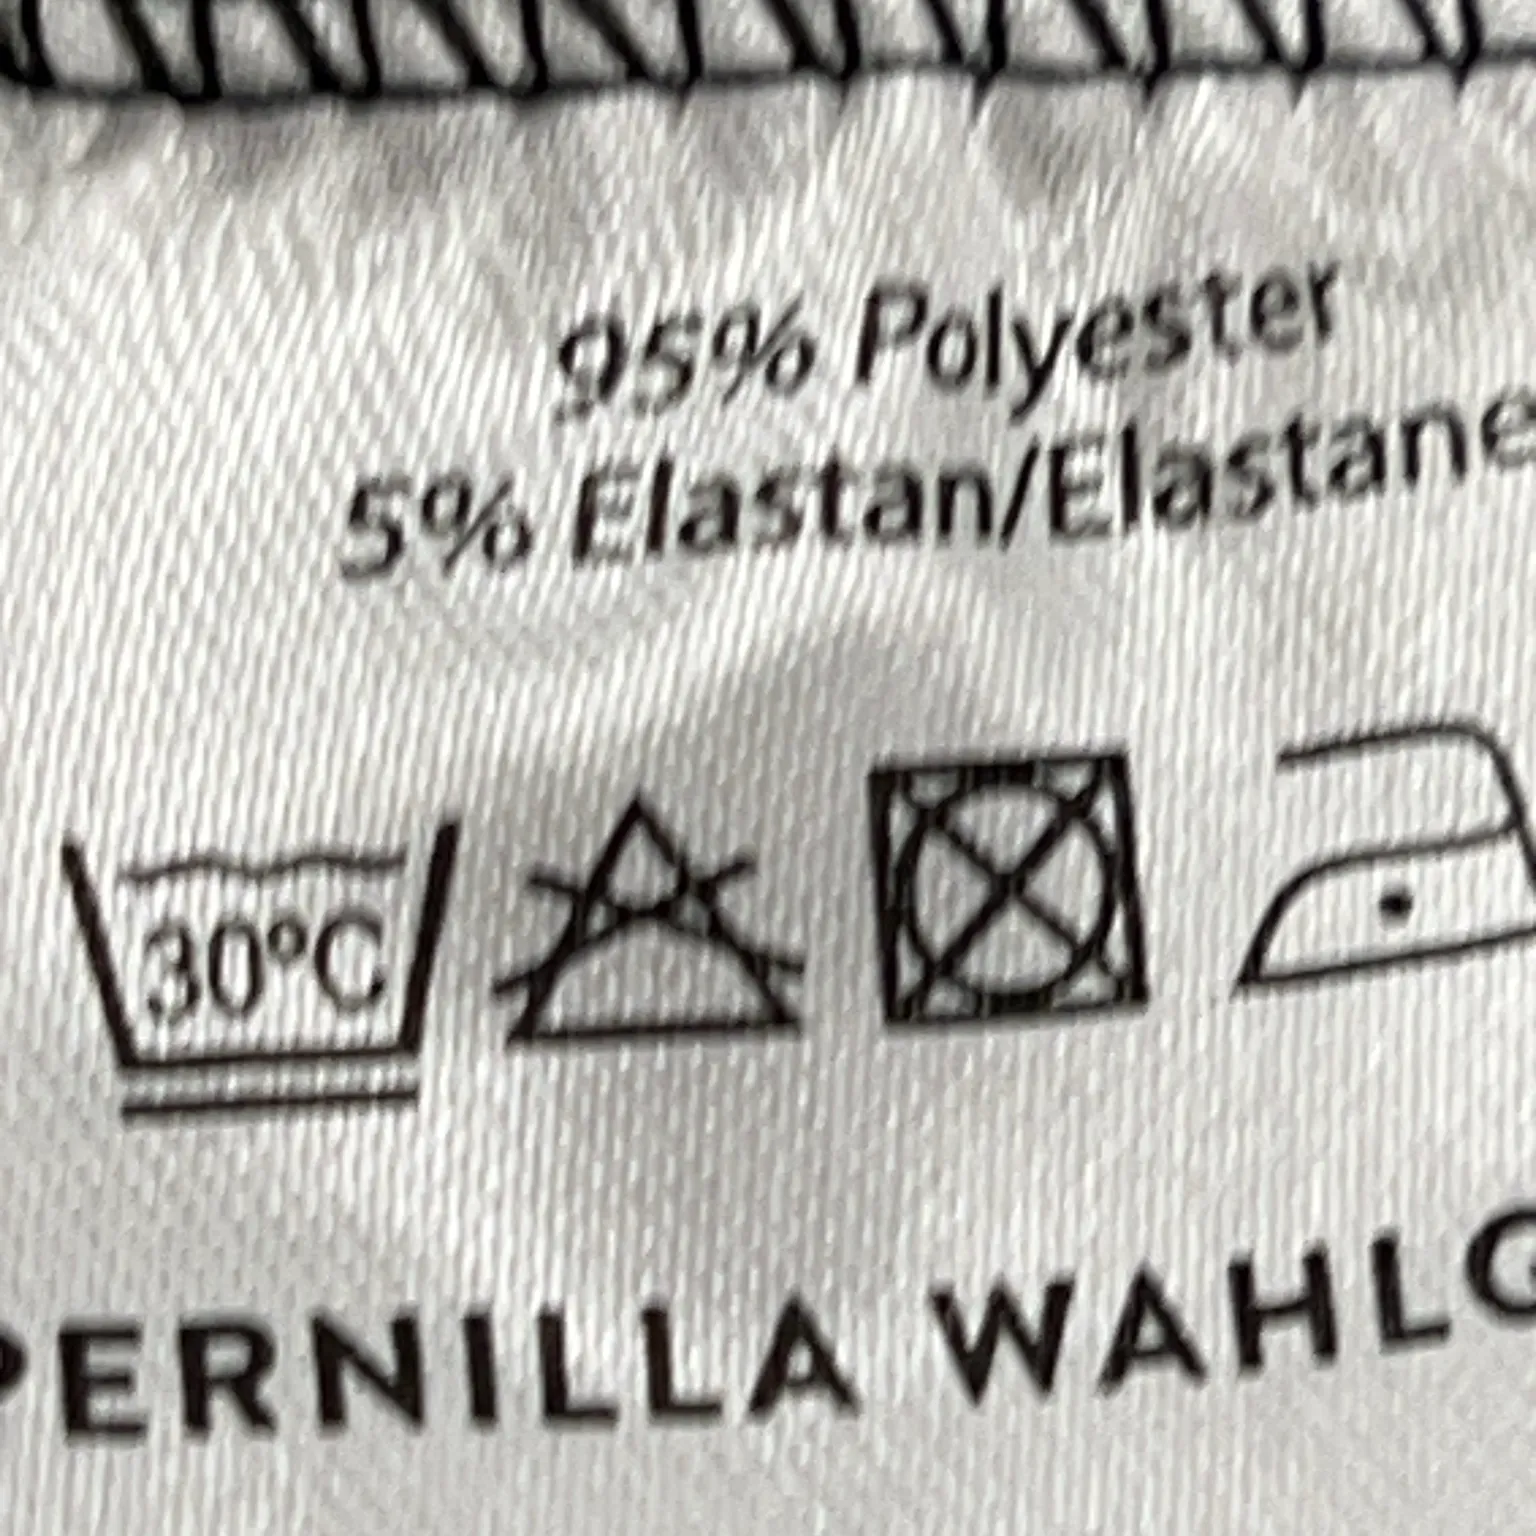 95% Polyester
5% Elastan/Elastane
30°C
PERNILLA WAHLG